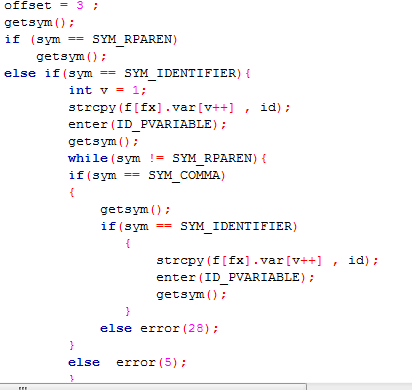 offset = 3 ;
getsym();
if (sym == SYM_RPAREN)
getsym();
else if(sym == SYM_IDENTIFIER){
int v = 1;
strcpy(f[fx].var[v++] , id);
enter(ID_PVARIABLE);
getsym();
while(sym != SYM_RPAREN){
if(sym == SYM_COMMA)
{
getsym();
if(sym == SYM_IDENTIFIER)
{
strcpy(f[fx].var[v++] , id);
enter(ID_PVARIABLE);
getsym();
}
else error(28);
}
else  error(5);
}